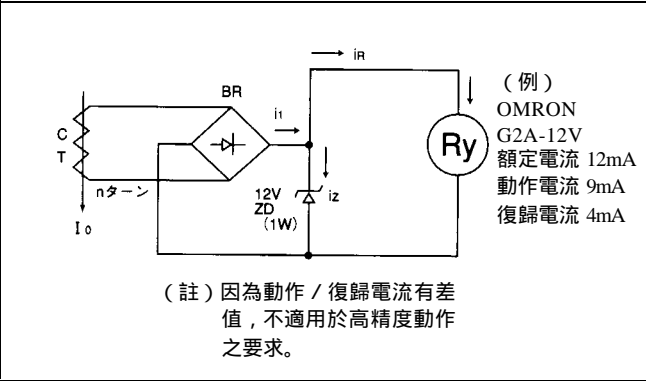 iR
BR
i1
C
T
nターン
I0
12V
ZD
(1W)
iz
Ry
（例）
OMRON
G2A-12V
額定電流 12mA
動作電流 9mA
復歸電流 4mA
（註）因為動作 / 復歸電流有差
值，不適用於高精度動作
之要求。